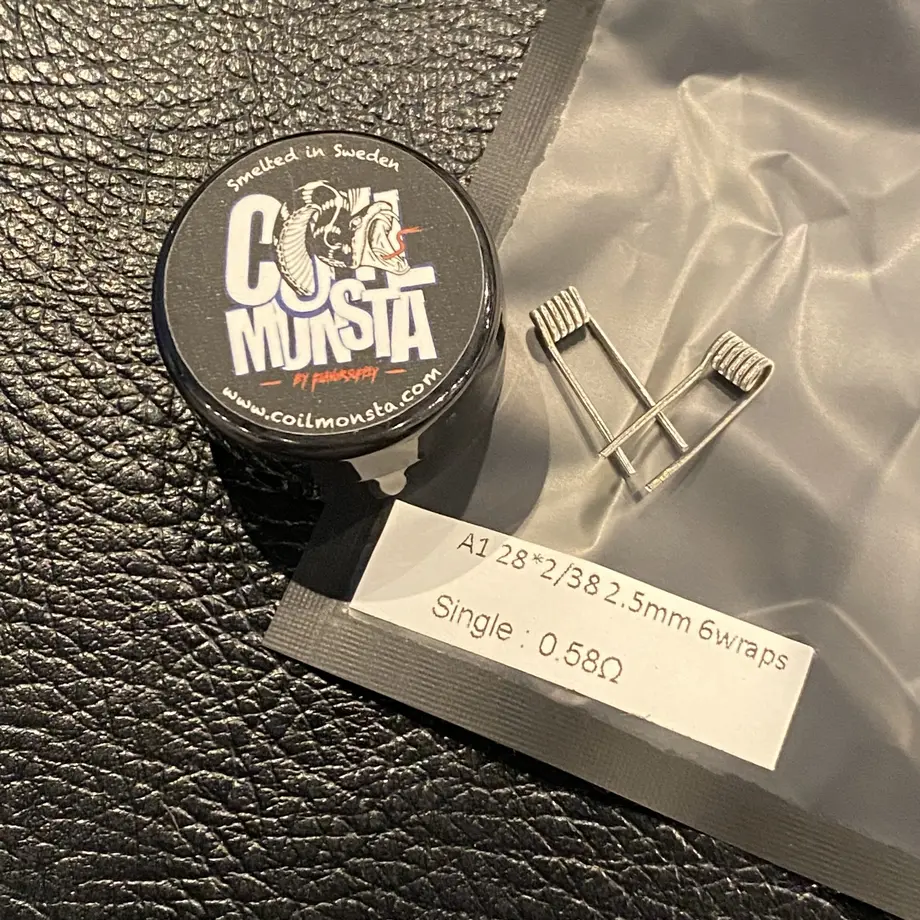 Smelted in Sweden
COIL
MONSTA
www.coilmonsta.com
A1 28*2/38 2.5mm 6wraps
Single : 0.58Ω